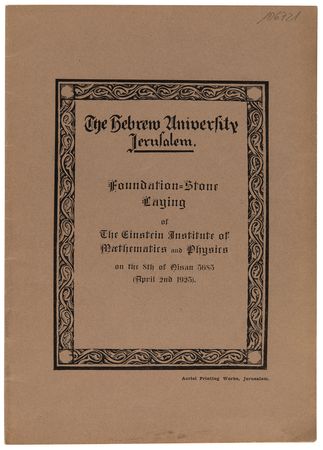 106721
The Hebrew University
Jerusalem.
Foundation=Stone
Laying
of
The Einstein Institute of
Mathematics and Physics
on the 8th of Nisan 5685
(April 2nd 1925).
Azriel Printing Works, Jerusalem.